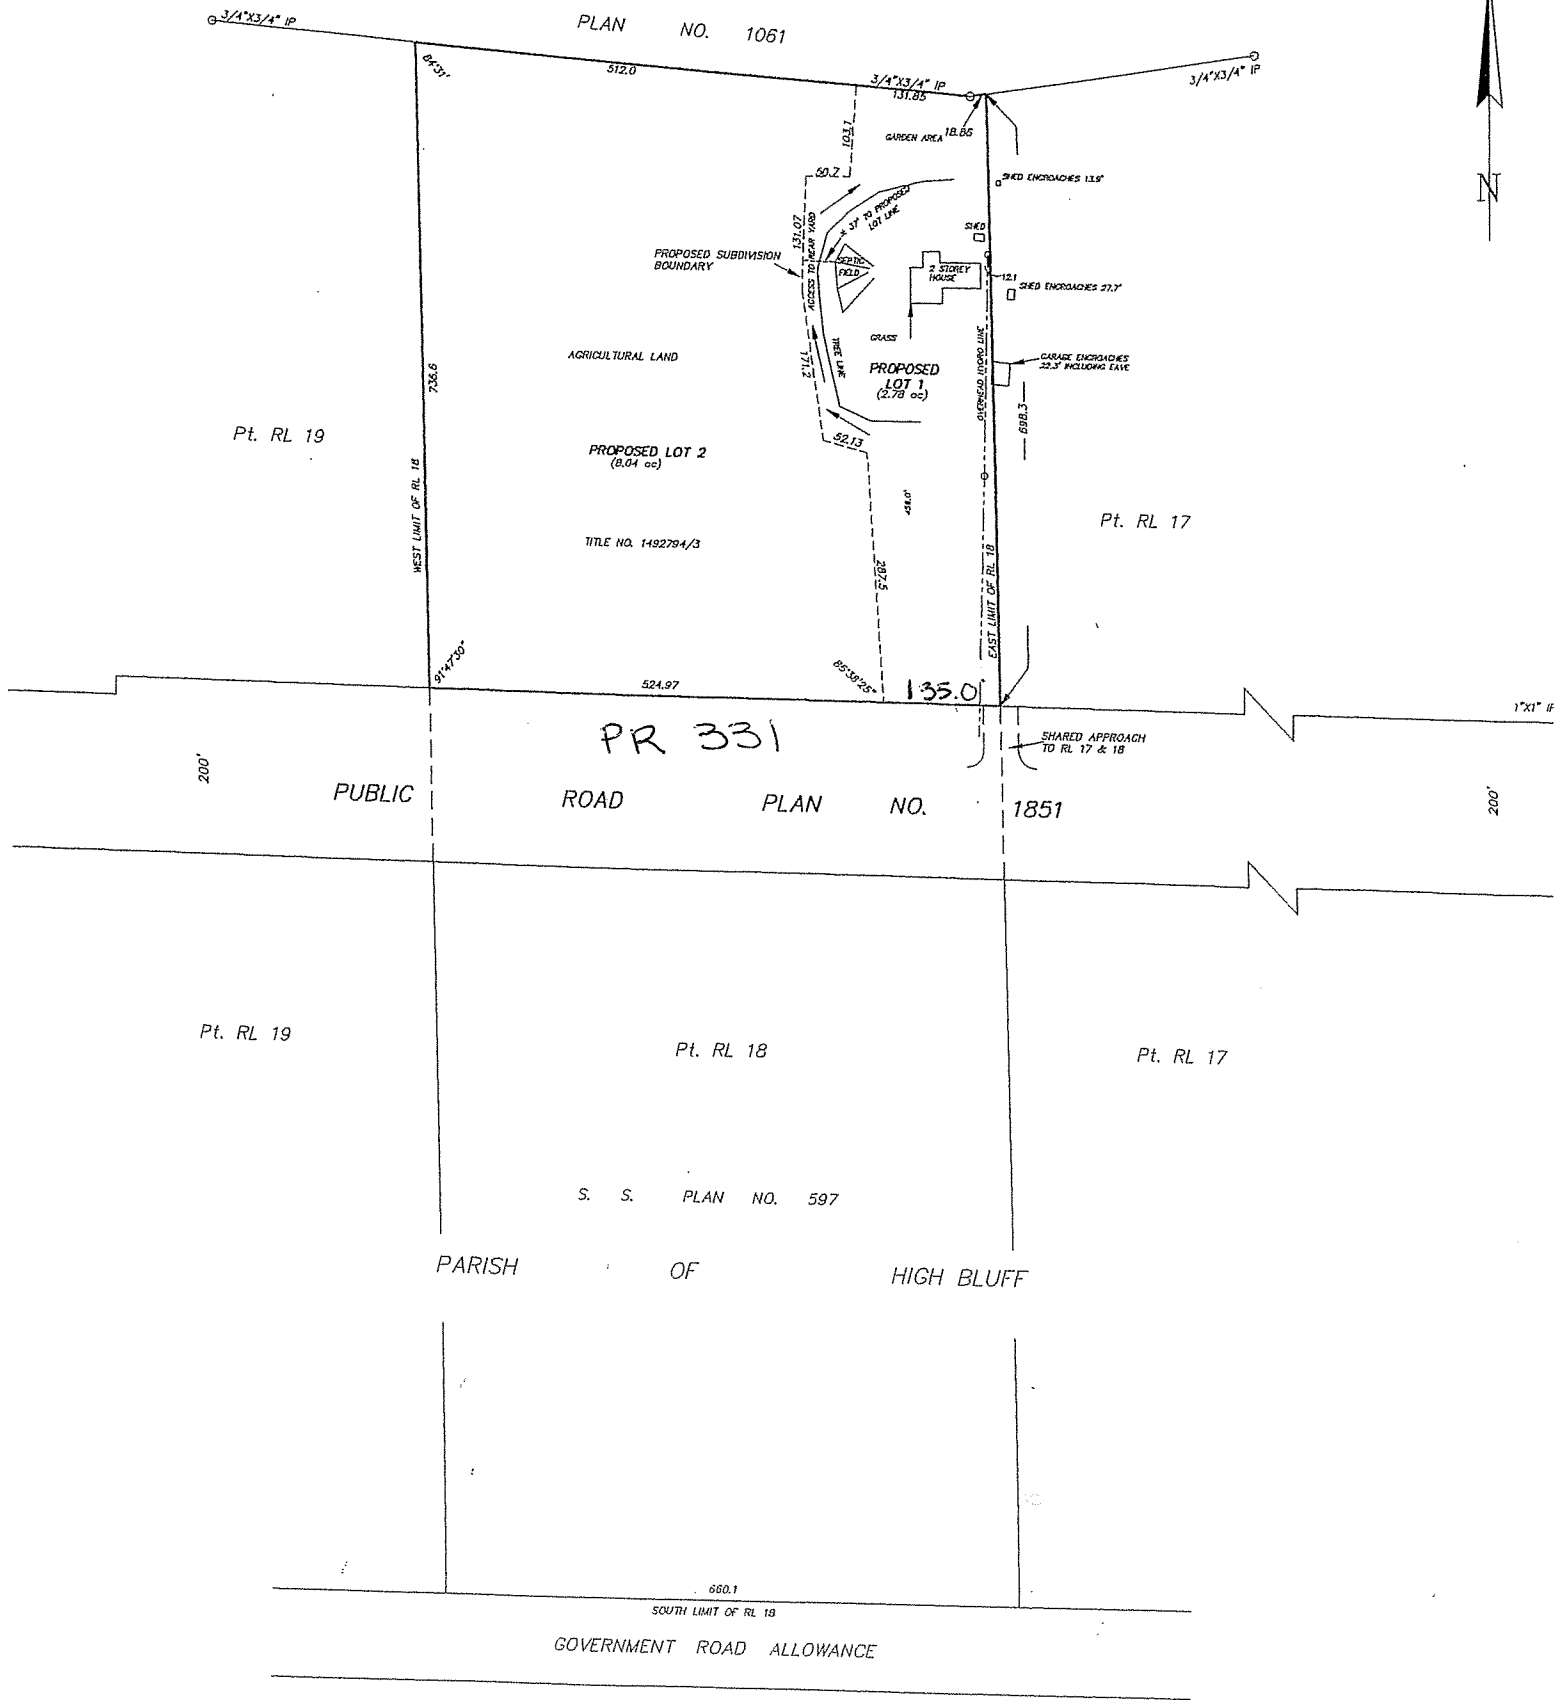 3/4"X3/4" IP
PLAN NO. 1061
84°31'
512.0
3/4"X3/4" IP
131.85
3/4"X3/4" IP
103.1
GARDEN AREA
18.85
N
50.2
SHED ENCROACHES 13.9'
131.07
ACCESS TO REAR YARD
* 37' TO PROPOSED
LOT LINE
SHED
PROPOSED SUBDIVISION
BOUNDARY
SEPTIC
FIELD
2 STOREY
HOUSE
12.1
SHED ENCROACHES 27.7'
171.2
TREE LINE
GRASS
OVERHEAD HYDRO LINE
GARAGE ENCROACHES
22.3' INCLUDING EAVE
AGRICULTURAL LAND
PROPOSED
LOT 1
(2.78 ac)
736.6
698.3
Pt. RL 19
52.13
PROPOSED LOT 2
(8.04 ac)
WEST LIMIT OF RL 18
458.0'
Pt. RL 17
TITLE NO. 1492794/3
287.5
EAST LIMIT OF RL 18
91°47'30"
524.97
85°38'25"
135.0'
1"X1" IP
PR 331
SHARED APPROACH
TO RL 17 & 18
200'
PUBLIC ROAD PLAN NO. 1851
200'
Pt. RL 19
Pt. RL 18
Pt. RL 17
S. S. PLAN NO. 597
PARISH OF HIGH BLUFF
660.1
SOUTH LIMIT OF RL 18
GOVERNMENT ROAD ALLOWANCE